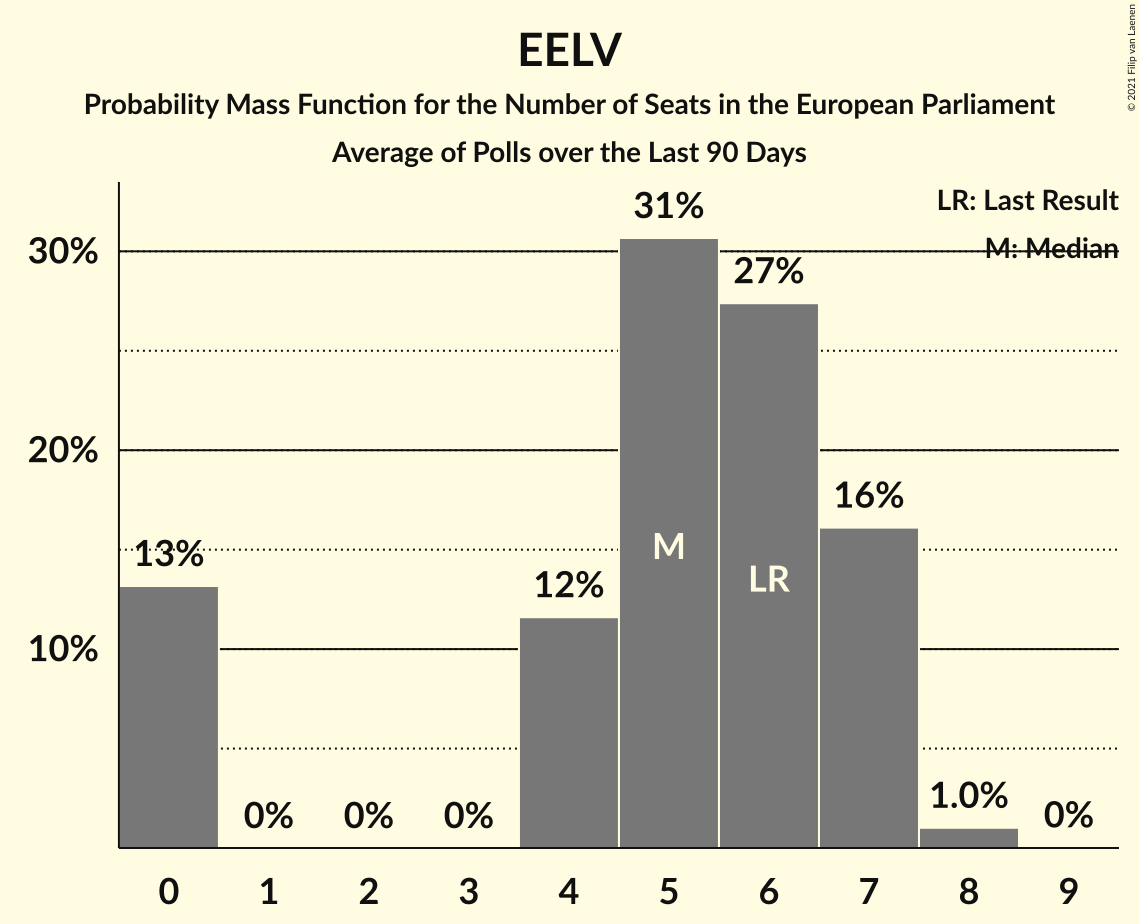 EELV
Probability Mass Function for the Number of Seats in the European Parliament
Average of Polls over the Last 90 Days
© 2021 Filip van Laenen
LR: Last Result
M: Median
30%
20%
10%
13%
0%
0%
0%
12%
31%
27%
16%
1.0%
0%
M
LR
0 1 2 3 4 5 6 7 8 9